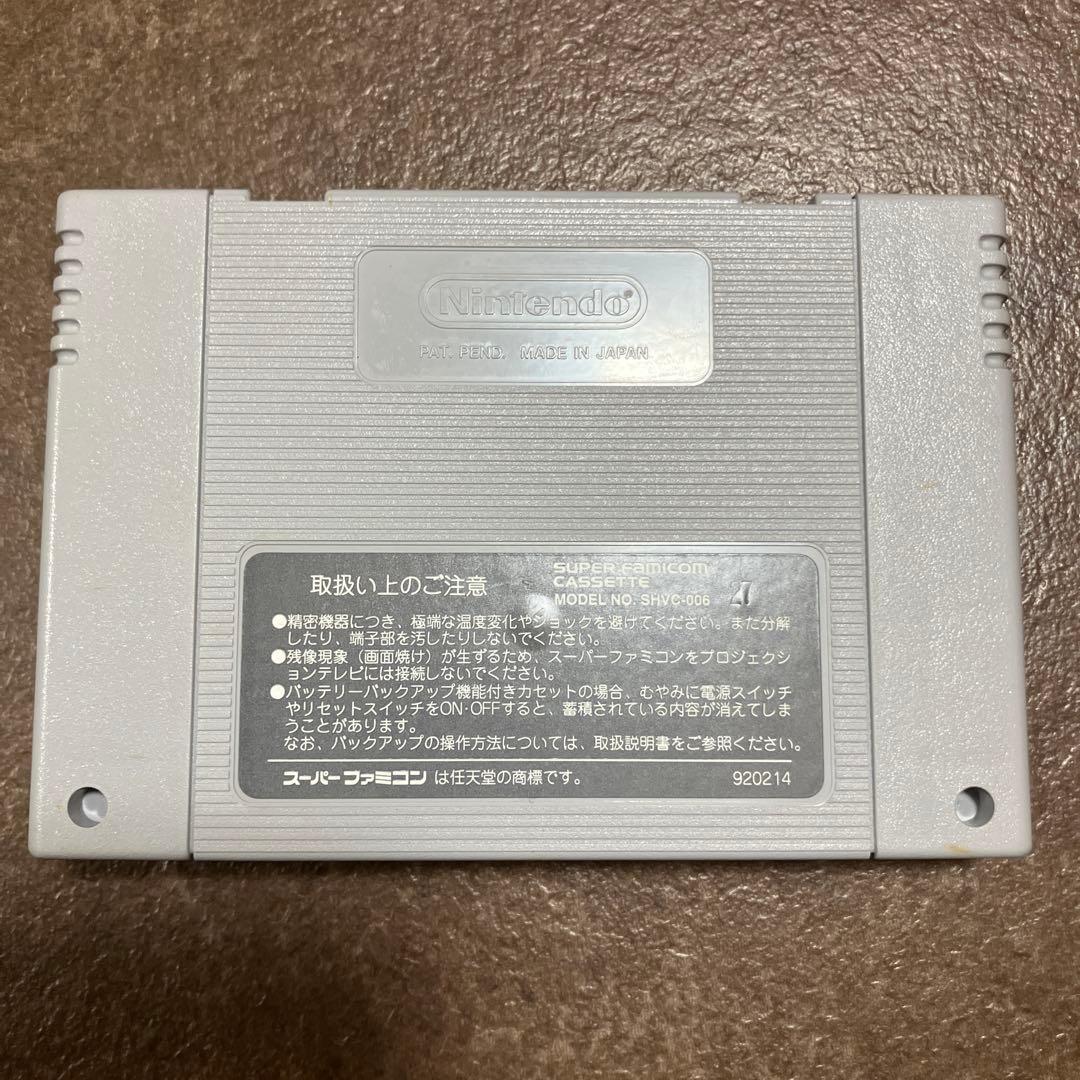 Nintendo
PAT. PEND. MADE IN JAPAN
取扱い上のご注意
SUPER FAMICOM
CASSETTE
MODEL NO. SHVC-006
●精密機器につき、極端な温度変化やショックを避けてください。また分解
したり、端子部を汚したりしないでください。
●残像現象（画面焼け）が生ずるため、スーパーファミコンをプロジェクシ
ョンテレビには接続しないでください。
●バッテリーバックアップ機能付きカセットの場合、むやみに電源スイッチ
やリセットスイッチをON·OFFすると、蓄積されている内容が消えてしま
うことがあります。
なお、バックアップの操作方法については、取扱説明書をご参照ください。
スーパーファミコン は任天堂の商標です。 920214